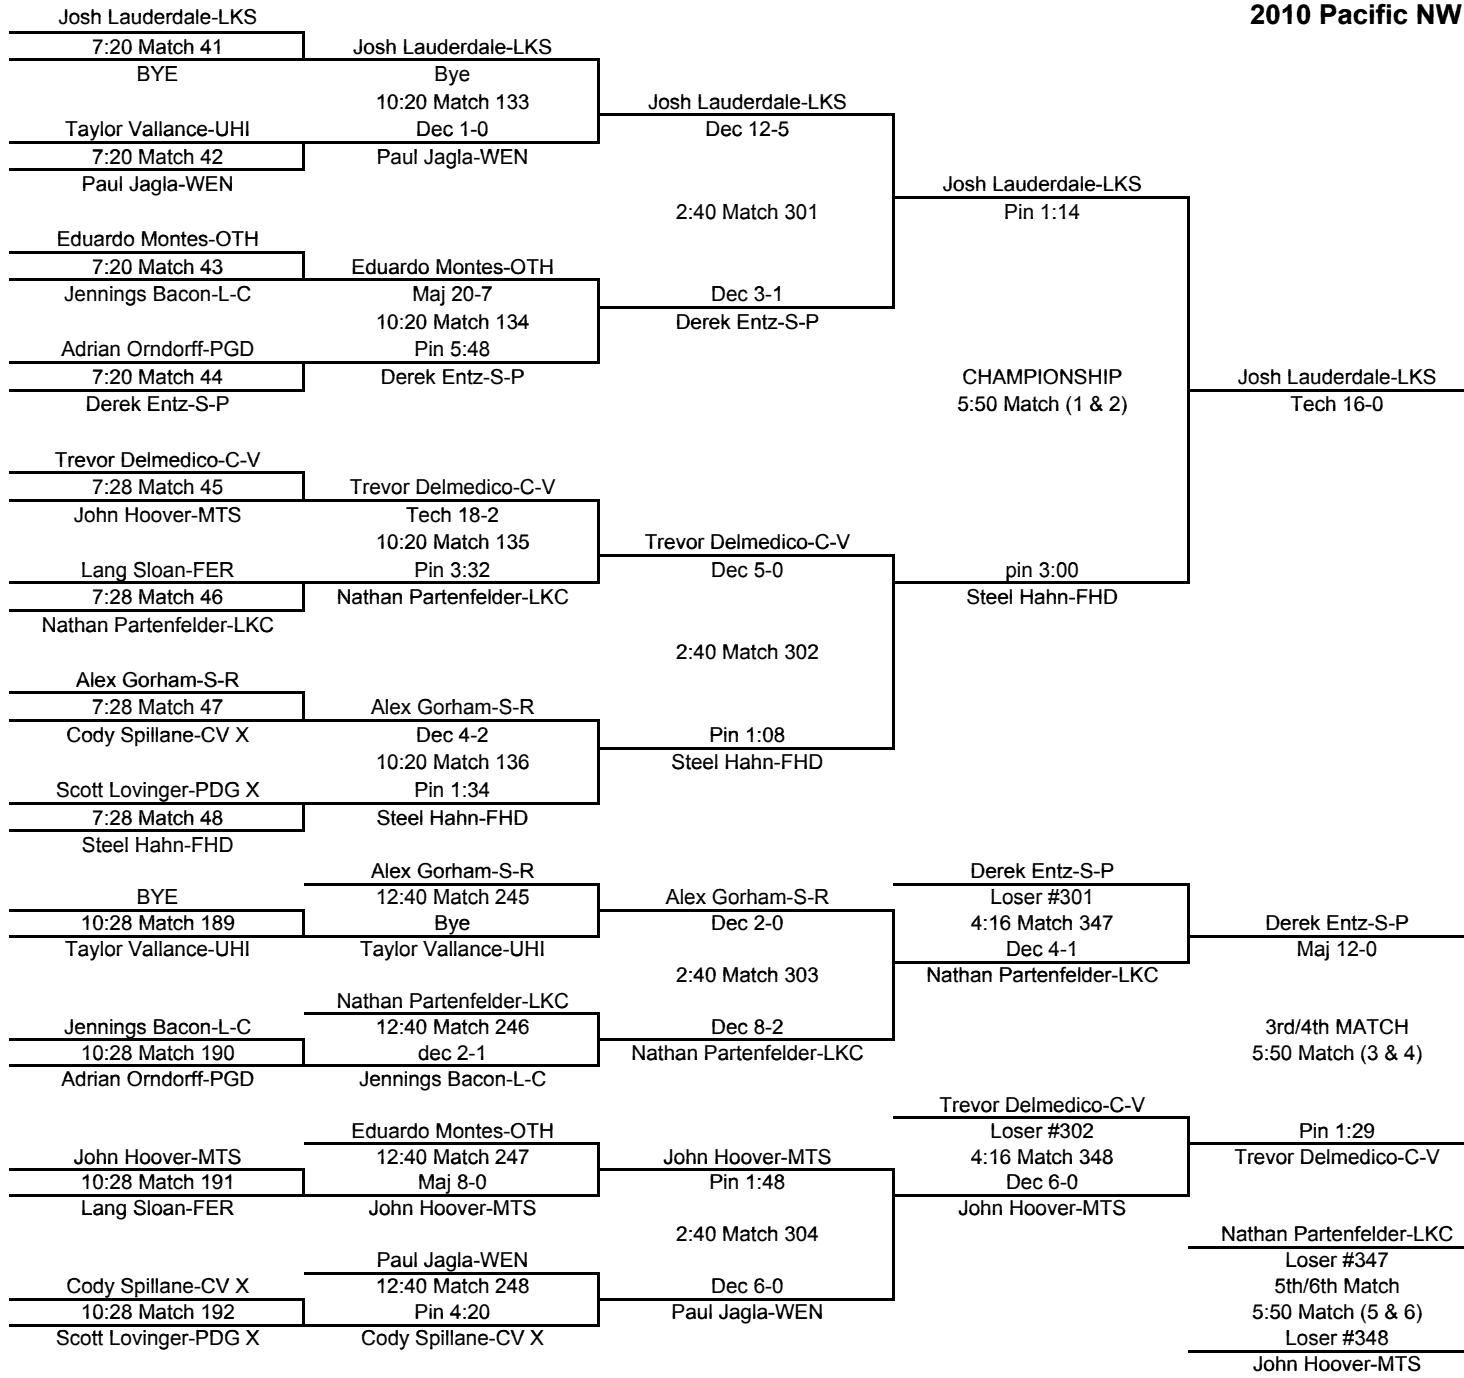 2010 Pacific NW
Josh Lauderdale-LKS
7:20 Match 41
BYE
Taylor Vallance-UHI
7:20 Match 42
Paul Jagla-WEN
Eduardo Montes-OTH
7:20 Match 43
Jennings Bacon-L-C
Adrian Orndorff-PGD
7:20 Match 44
Derek Entz-S-P
Trevor Delmedico-C-V
7:28 Match 45
John Hoover-MTS
Lang Sloan-FER
7:28 Match 46
Nathan Partenfelder-LKC
Alex Gorham-S-R
7:28 Match 47
Cody Spillane-CV X
Scott Lovinger-PDG X
7:28 Match 48
Steel Hahn-FHD
Josh Lauderdale-LKS
Bye
10:20 Match 133
Dec 1-0
Paul Jagla-WEN
Eduardo Montes-OTH
Maj 20-7
10:20 Match 134
Pin 5:48
Derek Entz-S-P
Trevor Delmedico-C-V
Tech 18-2
10:20 Match 135
Pin 3:32
Nathan Partenfelder-LKC
Alex Gorham-S-R
Dec 4-2
10:20 Match 136
Pin 1:34
Steel Hahn-FHD
Josh Lauderdale-LKS
Dec 12-5
2:40 Match 301
Dec 3-1
Derek Entz-S-P
Trevor Delmedico-C-V
Dec 5-0
2:40 Match 302
Pin 1:08
Steel Hahn-FHD
Josh Lauderdale-LKS
Pin 1:14
CHAMPIONSHIP
5:50 Match (1 & 2)
pin 3:00
Steel Hahn-FHD
Josh Lauderdale-LKS
Tech 16-0
BYE
10:28 Match 189
Taylor Vallance-UHI
Jennings Bacon-L-C
10:28 Match 190
Adrian Orndorff-PGD
John Hoover-MTS
10:28 Match 191
Lang Sloan-FER
Cody Spillane-CV X
10:28 Match 192
Scott Lovinger-PDG X
Alex Gorham-S-R
12:40 Match 245
Bye
Taylor Vallance-UHI
Nathan Partenfelder-LKC
12:40 Match 246
dec 2-1
Jennings Bacon-L-C
Eduardo Montes-OTH
12:40 Match 247
Maj 8-0
John Hoover-MTS
Paul Jagla-WEN
12:40 Match 248
Pin 4:20
Cody Spillane-CV X
Alex Gorham-S-R
Dec 2-0
2:40 Match 303
Dec 8-2
Nathan Partenfelder-LKC
John Hoover-MTS
Pin 1:48
2:40 Match 304
Dec 6-0
Paul Jagla-WEN
Derek Entz-S-P
Loser #301
4:16 Match 347
Dec 4-1
Nathan Partenfelder-LKC
Trevor Delmedico-C-V
Loser #302
4:16 Match 348
Dec 6-0
John Hoover-MTS
Derek Entz-S-P
Maj 12-0
3rd/4th MATCH
5:50 Match (3 & 4)
Pin 1:29
Trevor Delmedico-C-V
Nathan Partenfelder-LKC
Loser #347
5th/6th Match
5:50 Match (5 & 6)
Loser #348
John Hoover-MTS